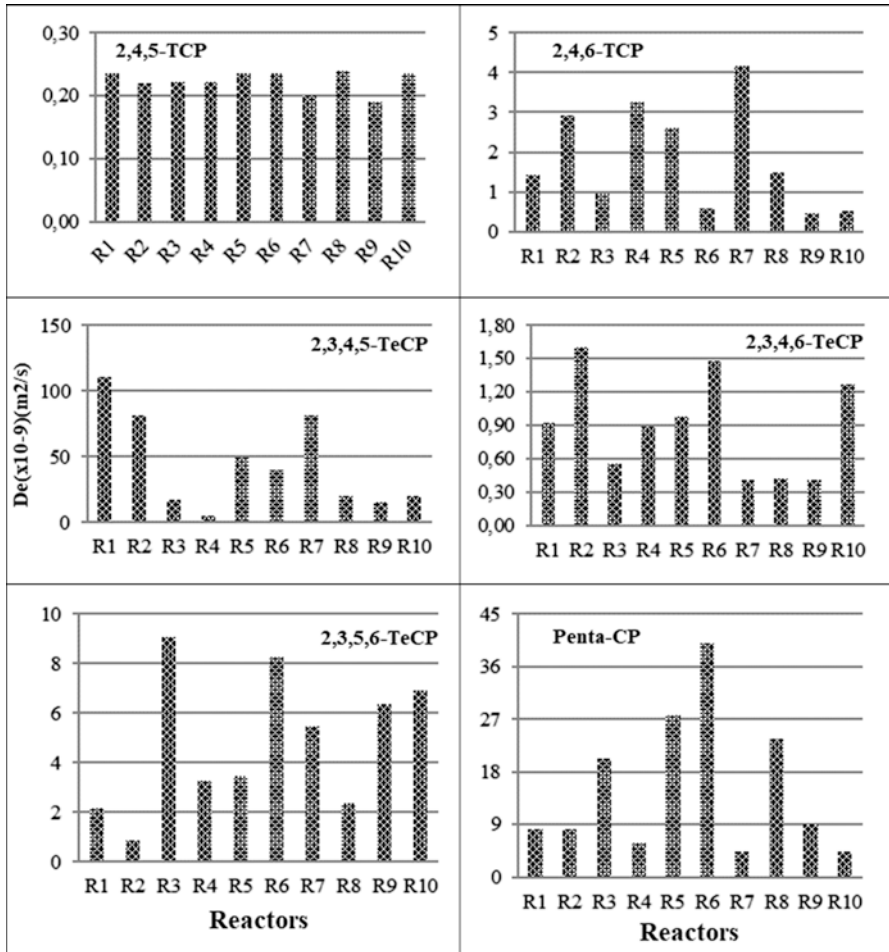 2,4,5-TCP
0,30
0,20
0,10
0,00
R1 R2 R3 R4 R5 R6 R7 R8 R9 R10
2,4,6-TCP
5
4
3
2
1
0
R1 R2 R3 R4 R5 R6 R7 R8 R9 R10
De(x10-9)(m2/s)
2,3,4,5-TeCP
150
100
50
0
R1 R2 R3 R4 R5 R6 R7 R8 R9 R10
2,3,4,6-TeCP
1,80
1,50
1,20
0,90
0,60
0,30
0,00
R1 R2 R3 R4 R5 R6 R7 R8 R9 R10
2,3,5,6-TeCP
10
8
6
4
2
0
R1 R2 R3 R4 R5 R6 R7 R8 R9 R10
Reactors
Penta-CP
45
36
27
18
9
0
R1 R2 R3 R4 R5 R6 R7 R8 R9 R10
Reactors